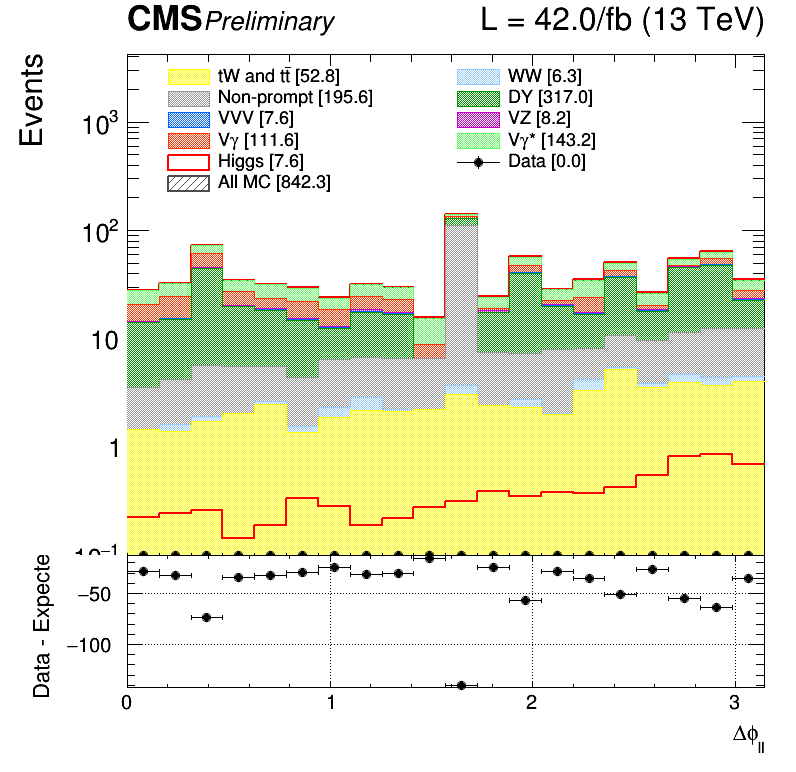 CMS Preliminary L = 42.0/fb (13 TeV)
Events
tW and tt̄ [52.8] WW [6.3]
Non-prompt [195.6] DY [317.0]
VVV [7.6] VZ [8.2]
Vγ [111.6] Vγ* [143.2]
Higgs [7.6] Data [0.0]
All MC [842.3]
10³
10²
10
1
10⁻¹
Data - Expecte
−50
−100
0 1 2 3
Δϕ_ll